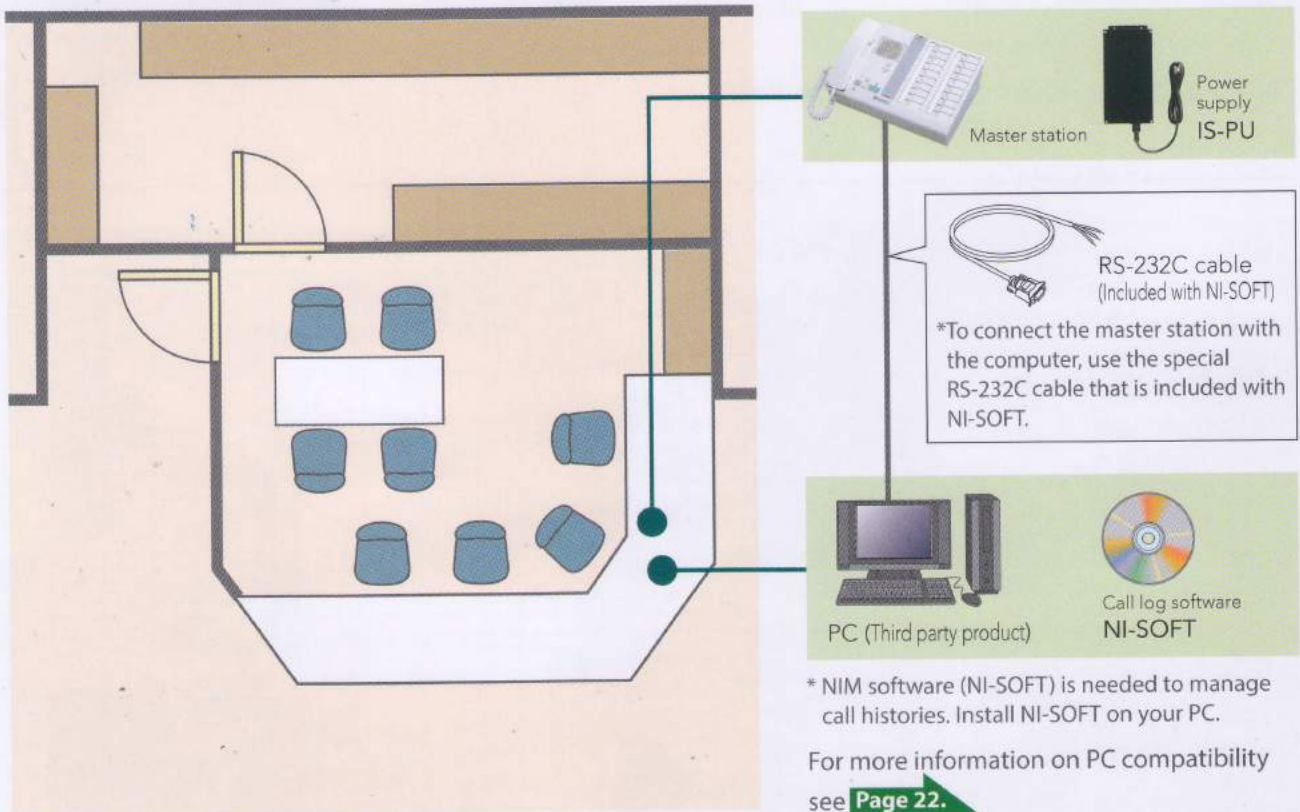 Master station
Power
supply
IS-PU
RS-232C cable
(Included with NI-SOFT)
*To connect the master station with
the computer, use the special
RS-232C cable that is included with
NI-SOFT.
PC (Third party product)
Call log software
NI-SOFT
* NIM software (NI-SOFT) is needed to manage
call histories. Install NI-SOFT on your PC.
For more information on PC compatibility
see Page 22.